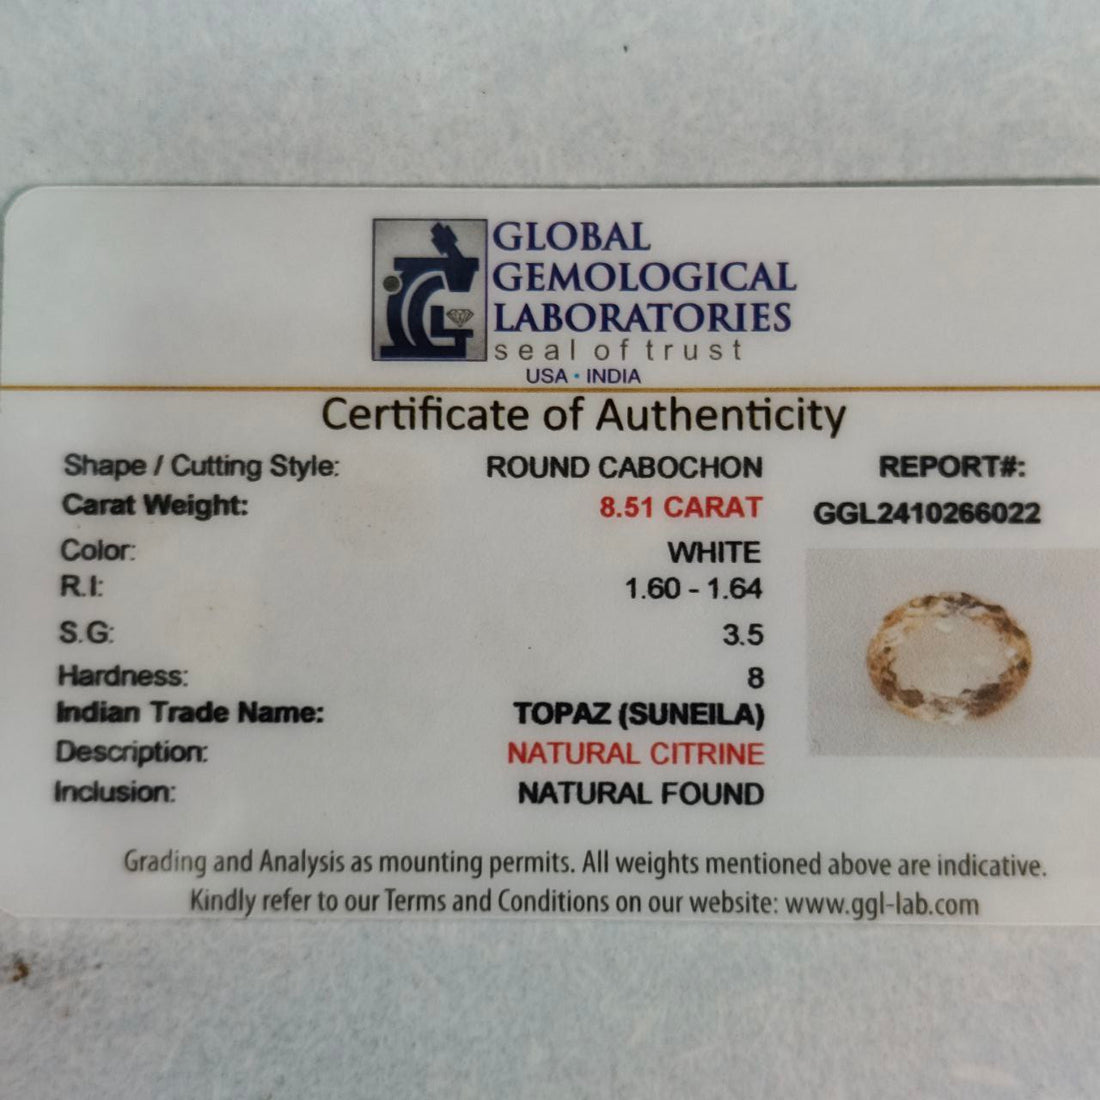 GLOBAL
GEMOLOGICAL
LABORATORIES
seal of trust
USA • INDIA
Certificate of Authenticity
Shape / Cutting Style: ROUND CABOCHON
Carat Weight: 8.51 CARAT
Color: WHITE
R.I: 1.60 - 1.64
S.G: 3.5
Hardness: 8
Indian Trade Name: TOPAZ (SUNEILA)
Description: NATURAL CITRINE
Inclusion: NATURAL FOUND
REPORT#:
GGL2410266022
Grading and Analysis as mounting permits. All weights mentioned above are indicative.
Kindly refer to our Terms and Conditions on our website: www.ggl-lab.com